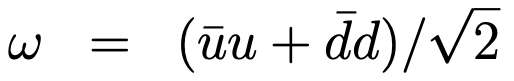 ω = (ūu + d̄d)/√2